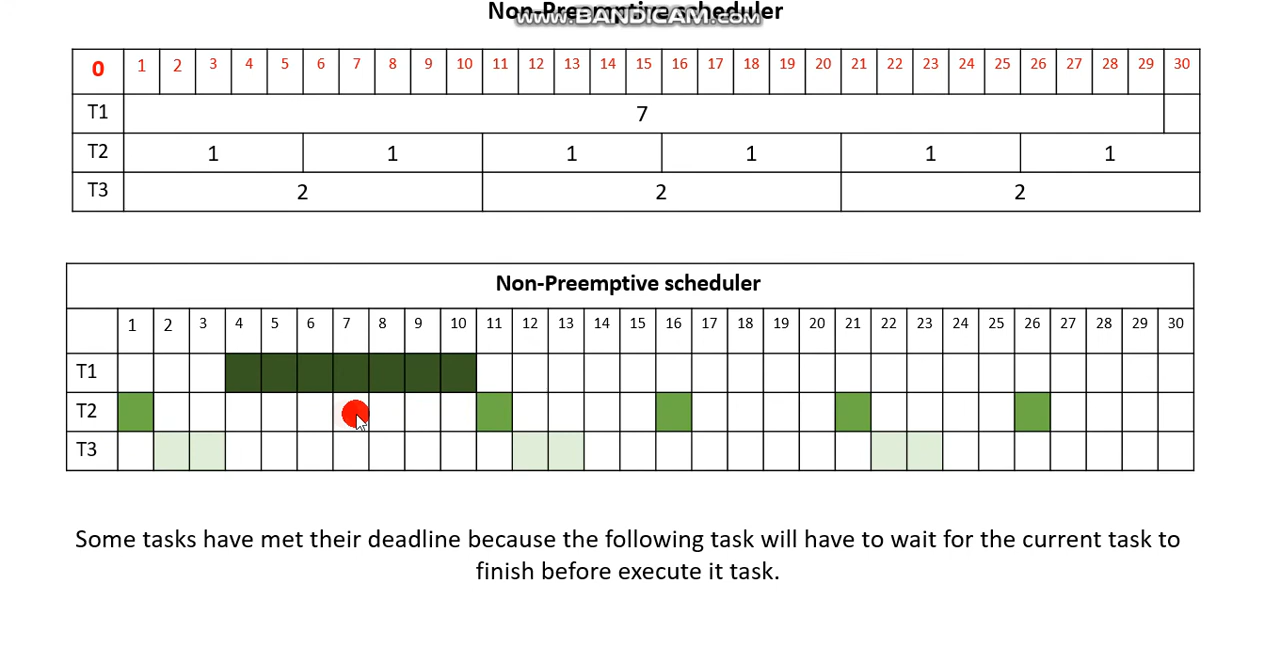 Non-Preemptive scheduler
www.BANDICAM.com
0 1 2 3 4 5 6 7 8 9 10 11 12 13 14 15 16 17 18 19 20 21 22 23 24 25 26 27 28 29 30
T1 7
T2 1 1 1 1 1 1
T3 2 2 2
Non-Preemptive scheduler
1 2 3 4 5 6 7 8 9 10 11 12 13 14 15 16 17 18 19 20 21 22 23 24 25 26 27 28 29 30
T1
T2
T3
Some tasks have met their deadline because the following task will have to wait for the current task to
finish before execute it task.